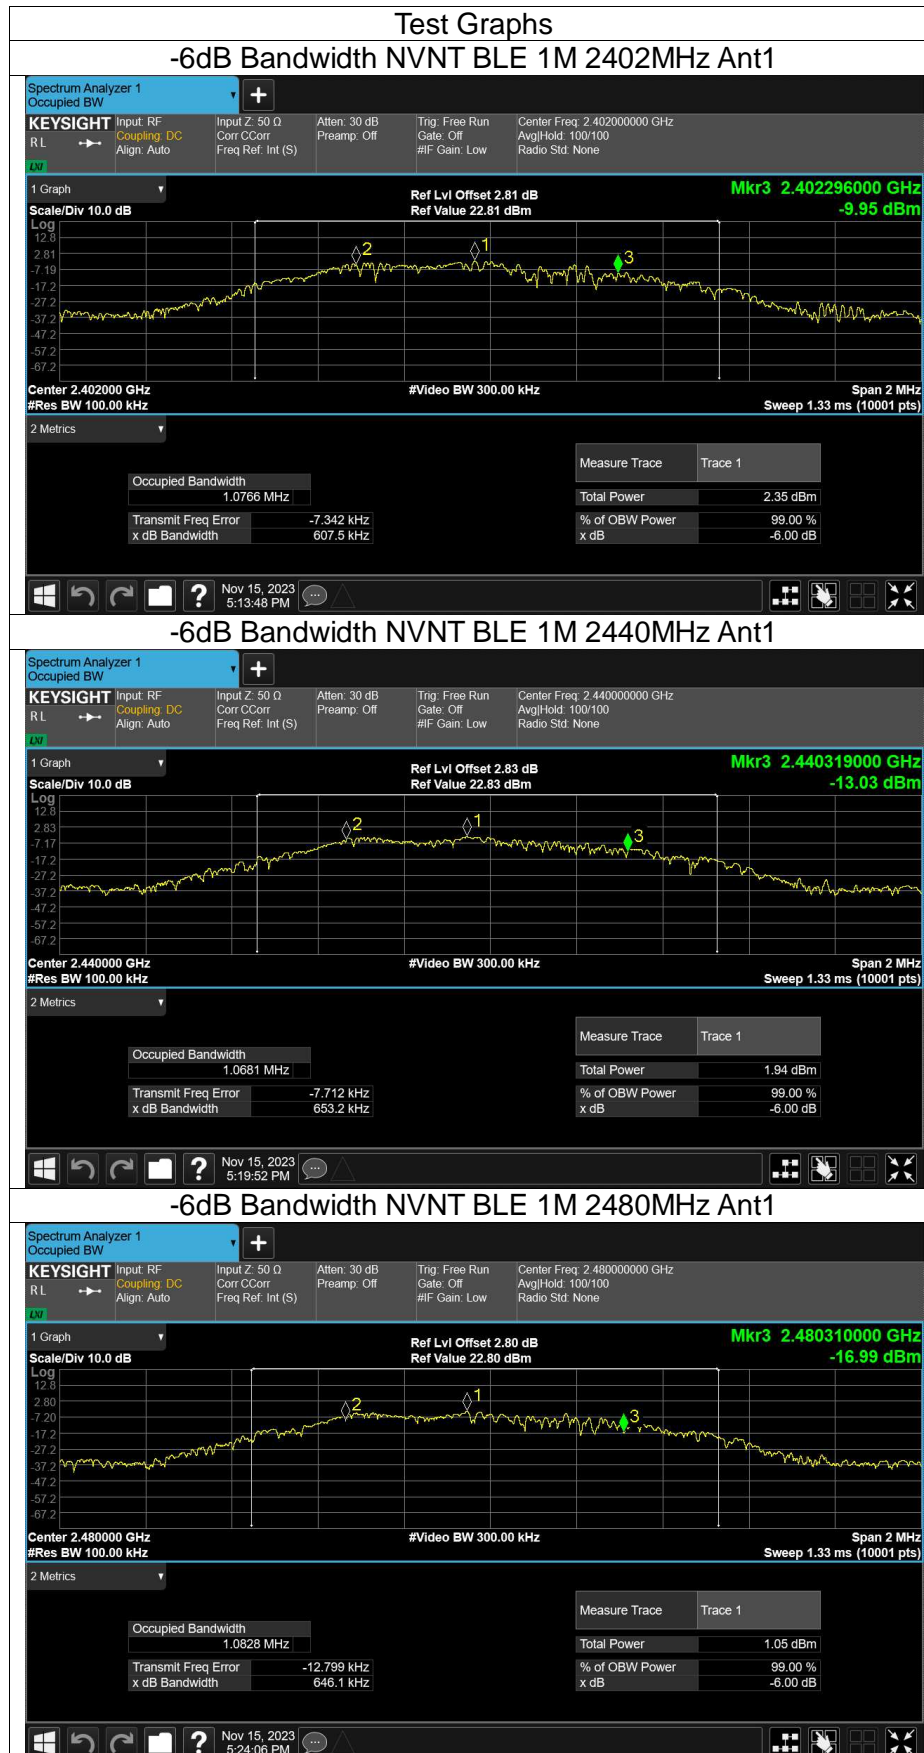 Test Graphs
-6dB Bandwidth NVNT BLE 1M 2402MHz Ant1
Spectrum Analyzer 1
Occupied BW
+
KEYSIGHT Input: RF Input Z: 50 Ω Atten: 30 dB Trig: Free Run Center Freq: 2.402000000 GHz
RL Coupling: DC Corr CCorr Preamp: Off Gate: Off Avg|Hold: 100/100
Align: Auto Freq Ref: Int (S) #IF Gain: Low Radio Std: None
LXI
1 Graph Ref Lvl Offset 2.81 dB Mkr3 2.402296000 GHz
Scale/Div 10.0 dB Ref Value 22.81 dBm -9.95 dBm
Log
12.8
2.81
-7.19
-17.2
-27.2
-37.2
-47.2
-57.2
-67.2
2 1 3
Center 2.402000 GHz #Video BW 300.00 kHz Span 2 MHz
#Res BW 100.00 kHz Sweep 1.33 ms (10001 pts)
2 Metrics
Measure Trace Trace 1
Occupied Bandwidth
1.0766 MHz Total Power 2.35 dBm
Transmit Freq Error -7.342 kHz % of OBW Power 99.00 %
x dB Bandwidth 607.5 kHz x dB -6.00 dB
? Nov 15, 2023
5:13:48 PM
-6dB Bandwidth NVNT BLE 1M 2440MHz Ant1
Spectrum Analyzer 1
Occupied BW
+
KEYSIGHT Input: RF Input Z: 50 Ω Atten: 30 dB Trig: Free Run Center Freq: 2.440000000 GHz
RL Coupling: DC Corr CCorr Preamp: Off Gate: Off Avg|Hold: 100/100
Align: Auto Freq Ref: Int (S) #IF Gain: Low Radio Std: None
LXI
1 Graph Ref Lvl Offset 2.83 dB Mkr3 2.440319000 GHz
Scale/Div 10.0 dB Ref Value 22.83 dBm -13.03 dBm
Log
12.8
2.83
-7.17
-17.2
-27.2
-37.2
-47.2
-57.2
-67.2
2 1 3
Center 2.440000 GHz #Video BW 300.00 kHz Span 2 MHz
#Res BW 100.00 kHz Sweep 1.33 ms (10001 pts)
2 Metrics
Measure Trace Trace 1
Occupied Bandwidth
1.0681 MHz Total Power 1.94 dBm
Transmit Freq Error -7.712 kHz % of OBW Power 99.00 %
x dB Bandwidth 653.2 kHz x dB -6.00 dB
? Nov 15, 2023
5:19:52 PM
-6dB Bandwidth NVNT BLE 1M 2480MHz Ant1
Spectrum Analyzer 1
Occupied BW
+
KEYSIGHT Input: RF Input Z: 50 Ω Atten: 30 dB Trig: Free Run Center Freq: 2.480000000 GHz
RL Coupling: DC Corr CCorr Preamp: Off Gate: Off Avg|Hold: 100/100
Align: Auto Freq Ref: Int (S) #IF Gain: Low Radio Std: None
LXI
1 Graph Ref Lvl Offset 2.80 dB Mkr3 2.480310000 GHz
Scale/Div 10.0 dB Ref Value 22.80 dBm -16.99 dBm
Log
12.8
2.80
-7.20
-17.2
-27.2
-37.2
-47.2
-57.2
-67.2
2 1 3
Center 2.480000 GHz #Video BW 300.00 kHz Span 2 MHz
#Res BW 100.00 kHz Sweep 1.33 ms (10001 pts)
2 Metrics
Measure Trace Trace 1
Occupied Bandwidth
1.0828 MHz Total Power 1.05 dBm
Transmit Freq Error -12.799 kHz % of OBW Power 99.00 %
x dB Bandwidth 646.1 kHz x dB -6.00 dB
? Nov 15, 2023
5:24:06 PM